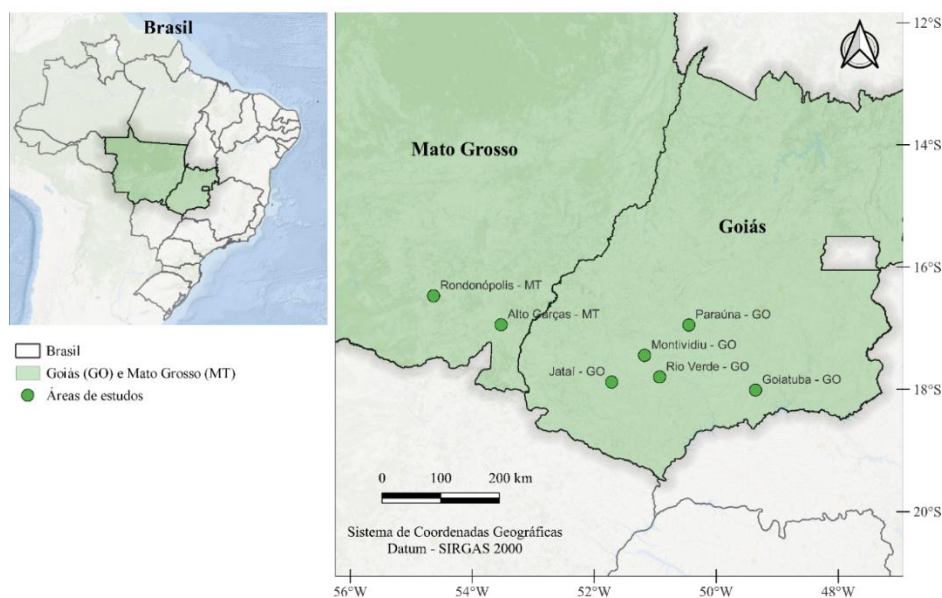 Brasil
Brasil
Goiás (GO) e Mato Grosso (MT)
Áreas de estudos
Mato Grosso
Goiás
Rondonópolis - MT
Alto Garças - MT
Paraúna - GO
Montividiu - GO
Rio Verde - GO
Jataí - GO
Goiatuba - GO
0 100 200 km
Sistema de Coordenadas Geográficas
Datum - SIRGAS 2000
12°S
14°S
16°S
18°S
20°S
56°W 54°W 52°W 50°W 48°W